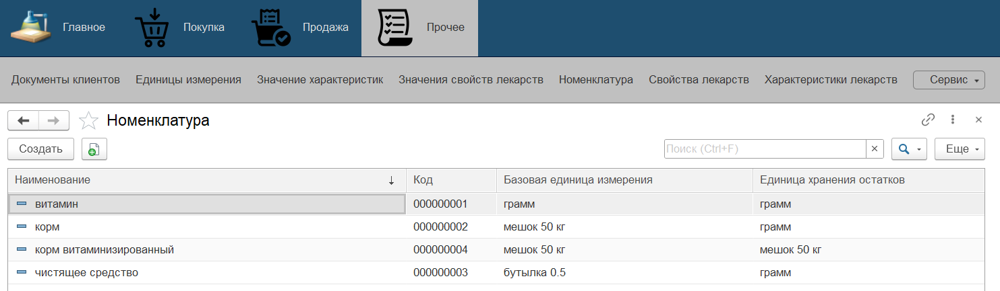 Главное Покупка Продажа Прочее
Документы клиентов Единицы измерения Значение характеристик Значения свойств лекарств Номенклатура Свойства лекарств Характеристики лекарств Сервис
Номенклатура
Создать Поиск (Ctrl+F) Еще
Наименование Код Базовая единица измерения Единица хранения остатков
витамин 000000001 грамм грамм
корм 000000002 мешок 50 кг грамм
корм витаминизированный 000000004 мешок 50 кг мешок 50 кг
чистящее средство 000000003 бутылка 0.5 грамм